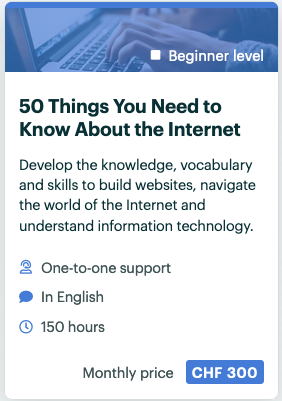 Beginner level
50 Things You Need to
Know About the Internet
Develop the knowledge, vocabulary
and skills to build websites, navigate
the world of the Internet and
understand information technology.
One-to-one support
In English
150 hours
Monthly price CHF 300